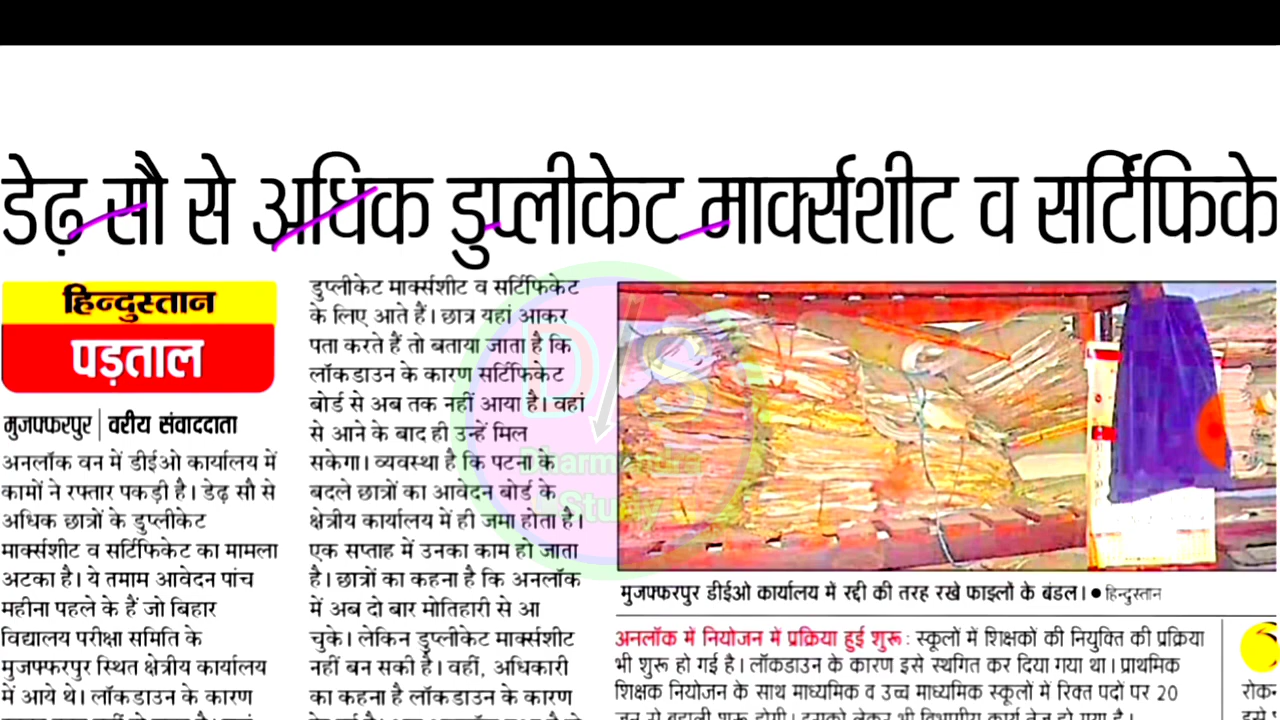 डेढ़ सौ से अधिक डुप्लीकेट मार्क्सशीट व सर्टिफिके
हिन्दुस्तान
पड़ताल
मुजफ्फरपुर | वरीय संवाददाता
अनलॉक वन में डीईओ कार्यालय में
कामों ने रफ्तार पकड़ी है। डेढ़ सौ से
अधिक छात्रों के डुप्लीकेट
मार्क्सशीट व सर्टिफिकेट का मामला
अटका है। ये तमाम आवेदन पांच
महीना पहले के हैं जो बिहार
विद्यालय परीक्षा समिति के
मुजफ्फरपुर स्थित क्षेत्रीय कार्यालय
में आये थे। लॉकडाउन के कारण
डुप्लीकेट मार्क्सशीट व सर्टिफिकेट
के लिए आते हैं। छात्र यहां आकर
पता करते हैं तो बताया जाता है कि
लॉकडाउन के कारण सर्टिफिकेट
बोर्ड से अब तक नहीं आया है। वहां
से आने के बाद ही उन्हें मिल
सकेगा। व्यवस्था है कि पटना के
बदले छात्रों का आवेदन बोर्ड के
क्षेत्रीय कार्यालय में ही जमा होता है।
एक सप्ताह में उनका काम हो जाता
है। छात्रों का कहना है कि अनलॉक
में अब दो बार मोतिहारी से आ
चुके। लेकिन डुप्लीकेट मार्क्सशीट
नहीं बन सकी है। वहीं, अधिकारी
का कहना है लॉकडाउन के कारण
D S
Dharmendra
Study
मुजफ्फरपुर डीईओ कार्यालय में रद्दी की तरह रखे फाइलों के बंडल। ● हिन्दुस्तान
अनलॉक में नियोजन में प्रक्रिया हुई शुरू : स्कूलों में शिक्षकों की नियुक्ति की प्रक्रिया
भी शुरू हो गई है। लॉकडाउन के कारण इसे स्थगित कर दिया गया था। प्राथमिक
शिक्षक नियोजन के साथ माध्यमिक व उच्च माध्यमिक स्कूलों में रिक्त पदों पर 20
रोक